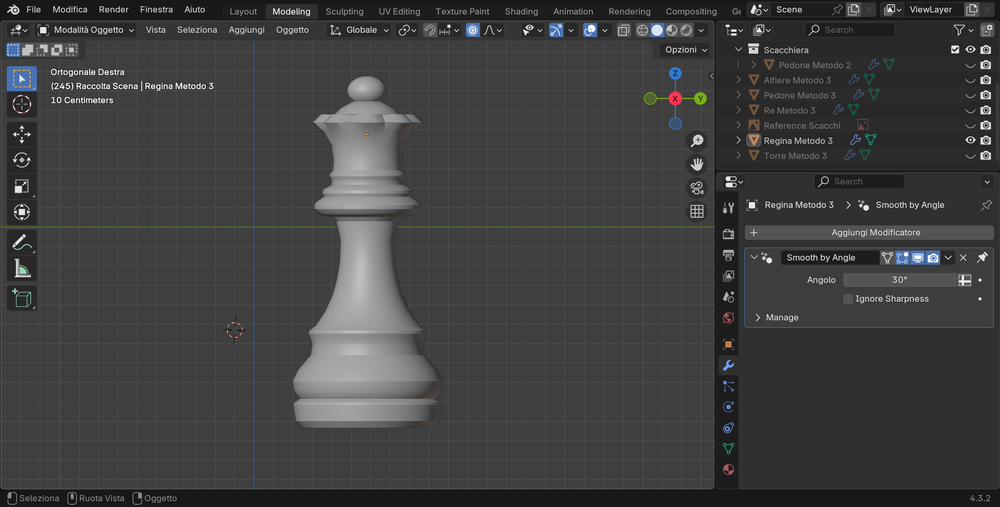 File Modifica Render Finestra Aiuto Layout Modeling Sculpting UV Editing Texture Paint Shading Animation Rendering Compositing Ge Scene ViewLayer
Modalità Oggetto Vista Seleziona Aggiungi Oggetto Globale Search
Opzioni
Ortogonale Destra
(245) Raccolta Scena | Regina Metodo 3
10 Centimeters
Z
X
Y
Scacchiera
Pedone Metodo 2
Alfiere Metodo 3
Pedone Metodo 3
Re Metodo 3
Reference Scacchi
Regina Metodo 3
Torre Metodo 3
Search
Regina Metodo 3 Smooth by Angle
Aggiungi Modificatore
Smooth by Angle
Angolo 30°
Ignore Sharpness
Manage
Seleziona Ruota Vista Oggetto 4.3.2